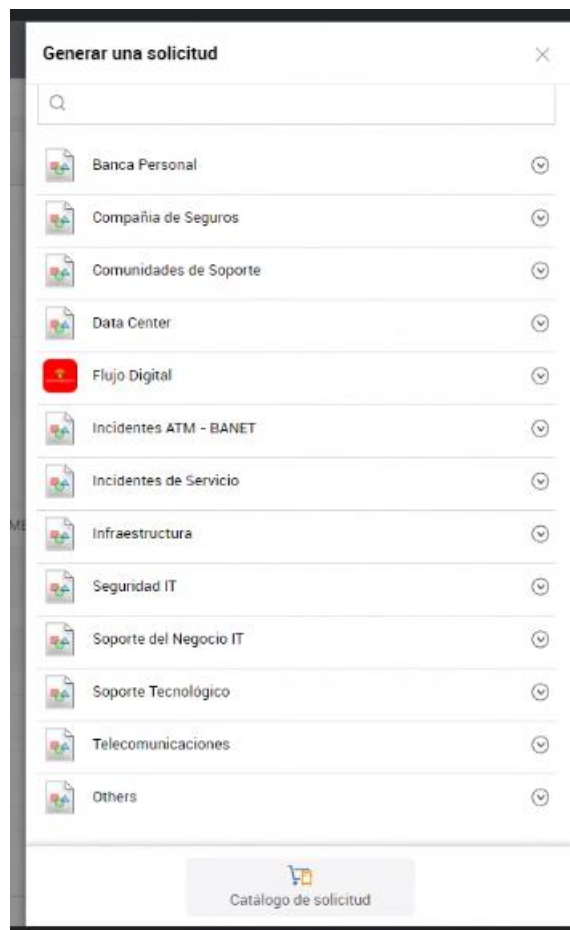 Generar una solicitud
Banca Personal
Compañia de Seguros
Comunidades de Soporte
Data Center
Flujo Digital
Incidentes ATM - BANET
Incidentes de Servicio
ME
Infraestructura
Seguridad IT
Soporte del Negocio IT
Soporte Tecnológico
Telecomunicaciones
Others
Catálogo de solicitud